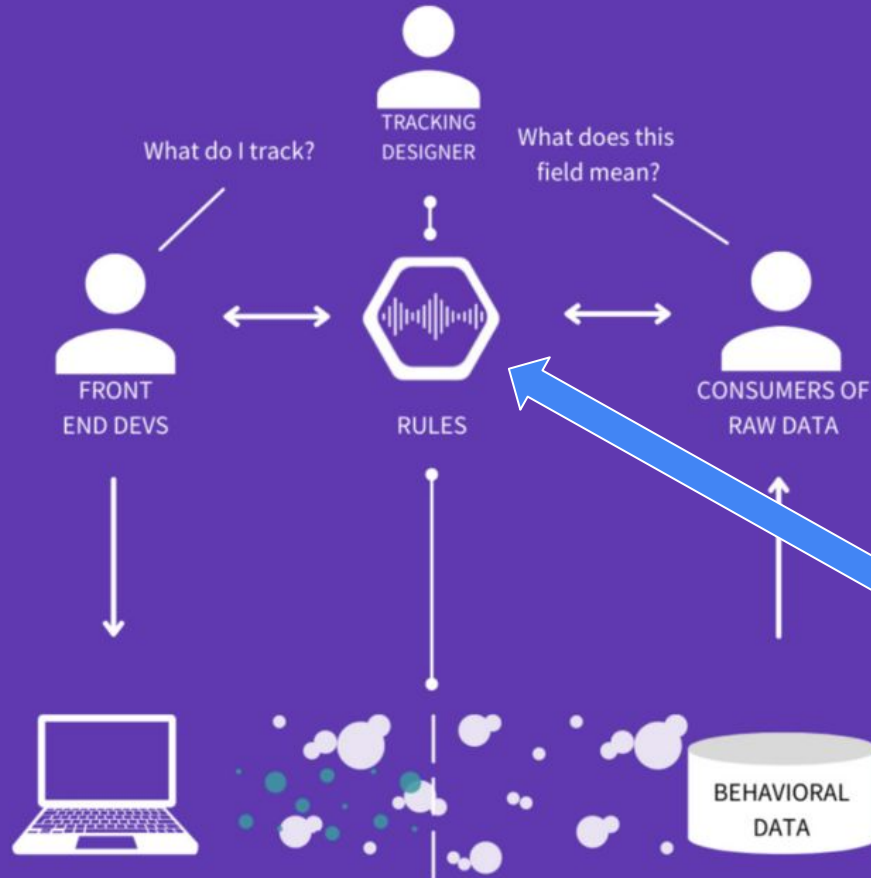 TRACKING
DESIGNER
What do I track?
What does this
field mean?
FRONT
END DEVS
RULES
CONSUMERS OF
RAW DATA
BEHAVIORAL
DATA